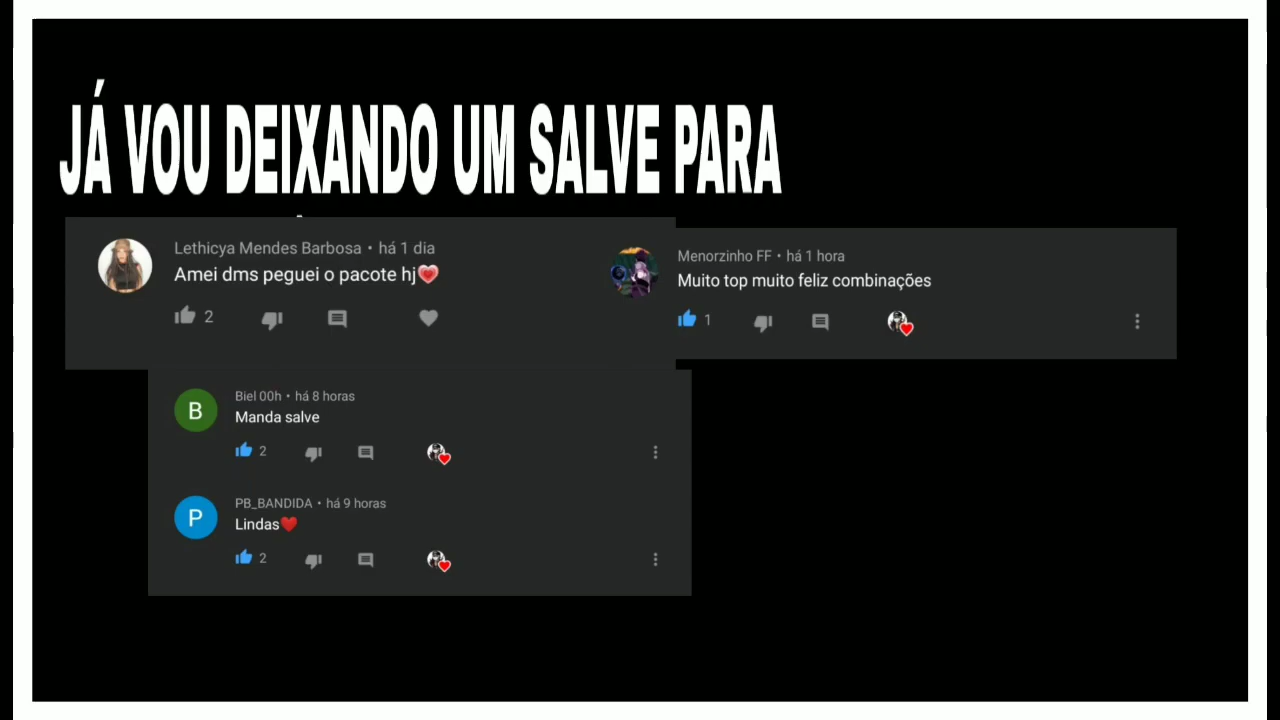 JÁ VOU DEIXANDO UM SALVE PARA
Lethicya Mendes Barbosa • há 1 dia
Amei dms peguei o pacote hj💗
2
Menorzinho FF • há 1 hora
Muito top muito feliz combinações
1
Biel 00h • há 8 horas
B
Manda salve
2
PB_BANDIDA • há 9 horas
P
Lindas❤️
2